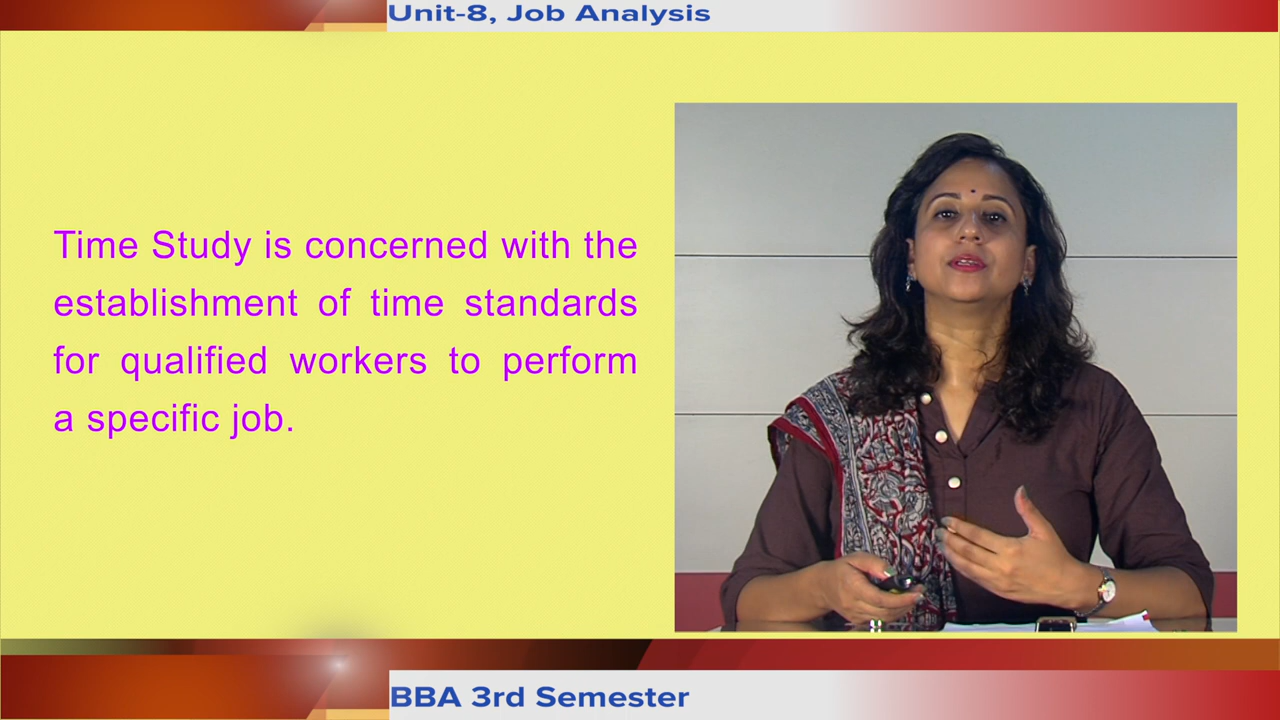 Unit-8, Job Analysis
Time Study is concerned with the
establishment of time standards
for qualified workers to perform
a specific job.
BBA 3rd Semester